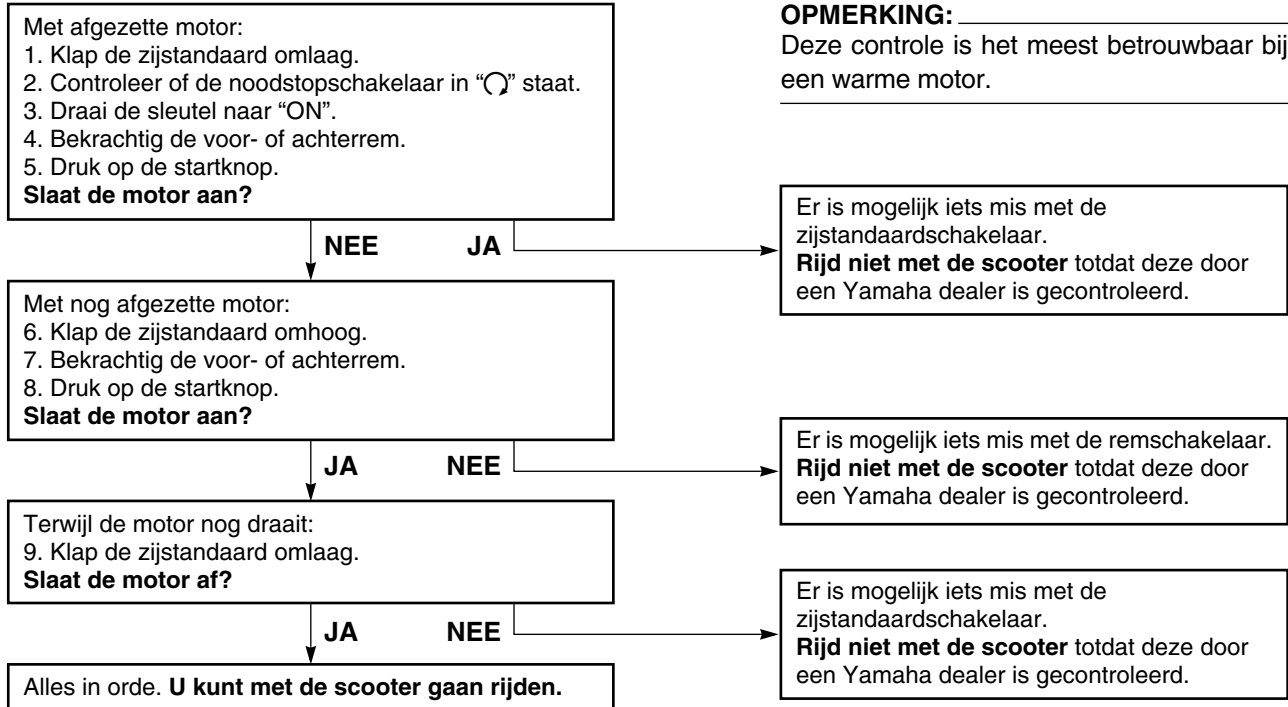 Met afgezette motor:
1. Klap de zijstandaard omlaag.
2. Controleer of de noodstopschakelaar in “” staat.
3. Draai de sleutel naar “ON”.
4. Bekrachtig de voor- of achterrem.
5. Druk op de startknop.
Slaat de motor aan?
OPMERKING:
Deze controle is het meest betrouwbaar bij
een warme motor.
NEE JA
Er is mogelijk iets mis met de
zijstandaardschakelaar.
Rijd niet met de scooter totdat deze door
een Yamaha dealer is gecontroleerd.
Met nog afgezette motor:
6. Klap de zijstandaard omhoog.
7. Bekrachtig de voor- of achterrem.
8. Druk op de startknop.
Slaat de motor aan?
JA NEE
Er is mogelijk iets mis met de remschakelaar.
Rijd niet met de scooter totdat deze door
een Yamaha dealer is gecontroleerd.
Terwijl de motor nog draait:
9. Klap de zijstandaard omlaag.
Slaat de motor af?
JA NEE
Er is mogelijk iets mis met de
zijstandaardschakelaar.
Rijd niet met de scooter totdat deze door
een Yamaha dealer is gecontroleerd.
Alles in orde. U kunt met de scooter gaan rijden.